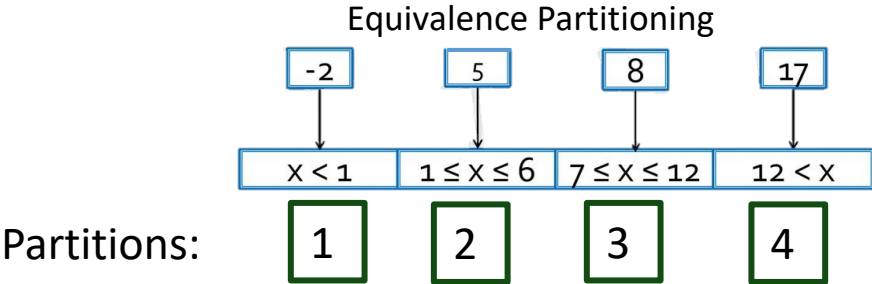 Equivalence Partitioning
-2 5 8 17
x < 1 1 ≤ x ≤ 6 7 ≤ x ≤ 12 12 < x
Partitions: 1 2 3 4